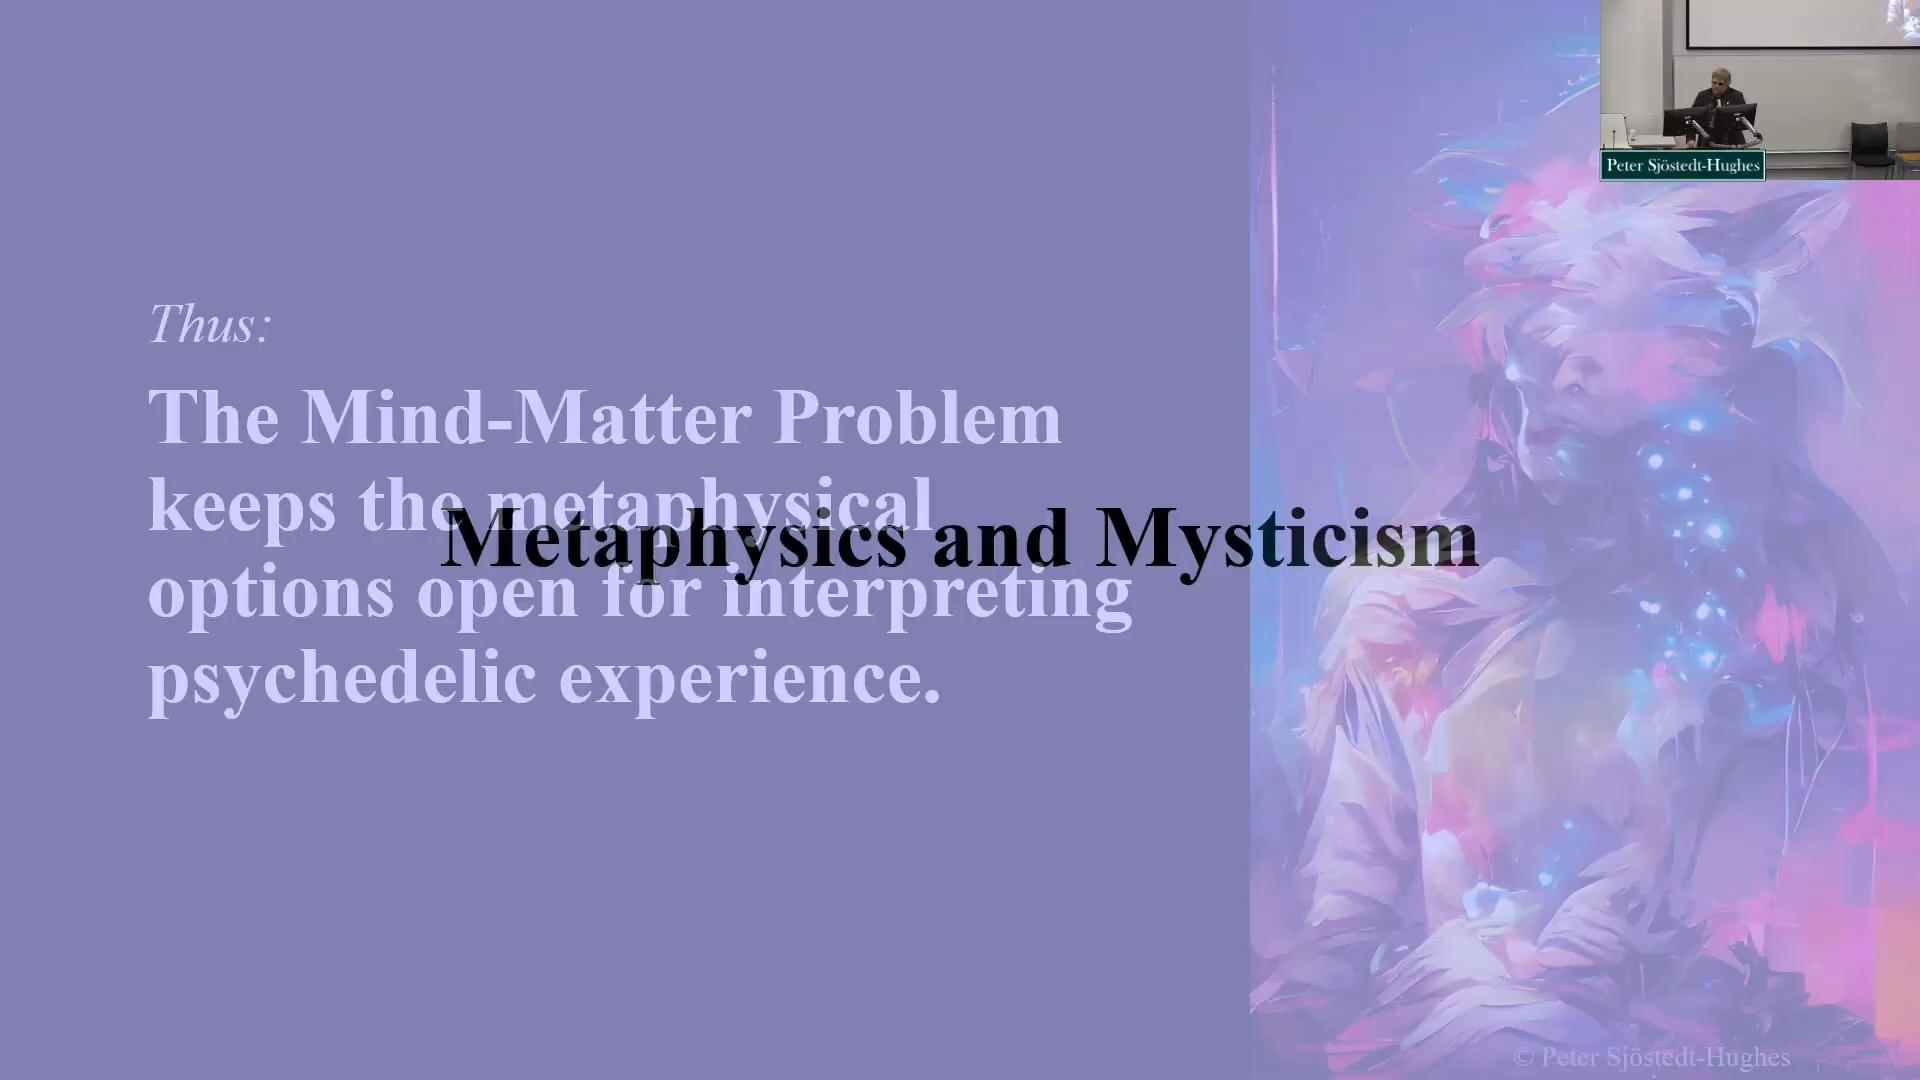 Peter Sjöstedt-Hughes
Thus:
The Mind-Matter Problem
keeps the metaphysical
Metaphysics and Mysticism
options open for interpreting
psychedelic experience.
© Peter Sjöstedt-Hughes